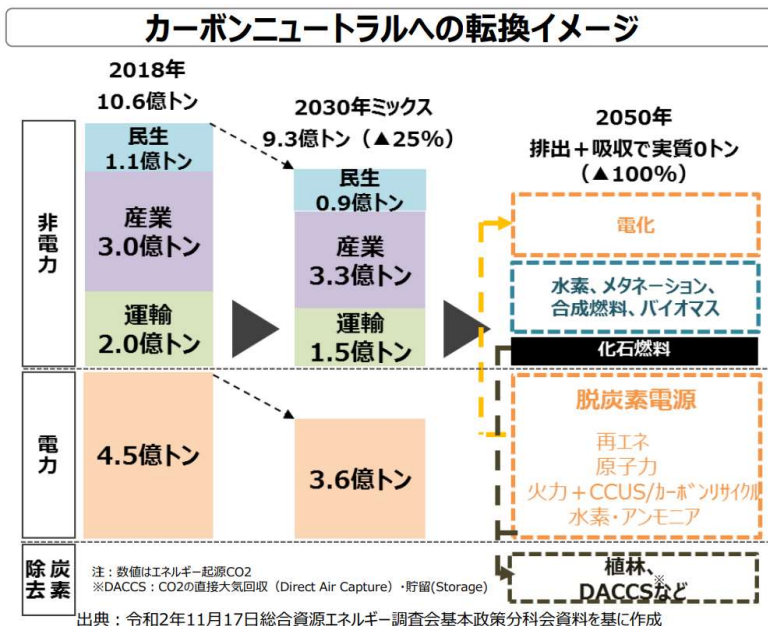 カーボンニュートラルへの転換イメージ
2018年
10.6億トン
2030年ミックス
9.3億トン（▲25%）
2050年
排出＋吸収で実質0トン
（▲100%）
非電力
民生
1.1億トン
産業
3.0億トン
運輸
2.0億トン
民生
0.9億トン
産業
3.3億トン
運輸
1.5億トン
電化
水素、メタネーション、
合成燃料、バイオマス
化石燃料
電力
4.5億トン
3.6億トン
脱炭素電源
再エネ
原子力
火力＋CCUS/カーボンリサイクル
水素・アンモニア
炭素除去
注：数値はエネルギー起源CO2
※DACCS：CO2の直接大気回収（Direct Air Capture）・貯留(Storage)
植林、
DACCS※など
出典：令和2年11月17日総合資源エネルギー調査会基本政策分科会資料を基に作成